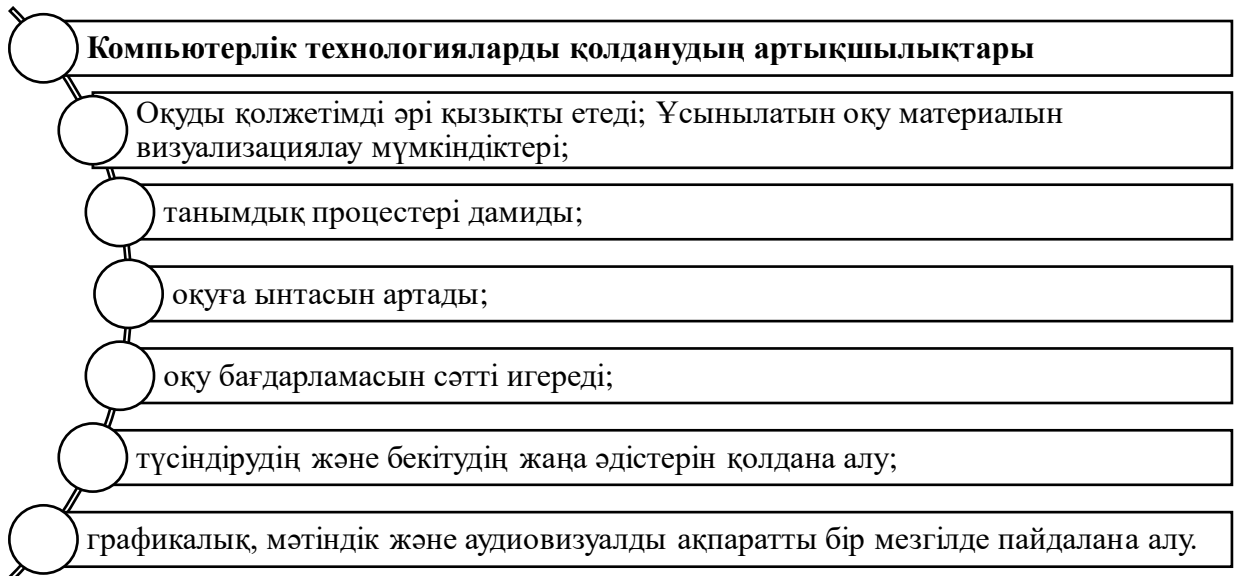 Компьютерлік технологияларды қолданудың артықшылықтары
Оқуды қолжетімді әрі қызықты етеді; Ұсынылатын оқу материалын
визуализациялау мүмкіндіктері;
танымдық процестері дамиды;
оқуға ынтасын артады;
оқу бағдарламасын сәтті игереді;
түсіндірудің және бекітудің жаңа әдістерін қолдана алу;
графикалық, мәтіндік және аудиовизуалды ақпаратты бір мезгілде пайдалана алу.